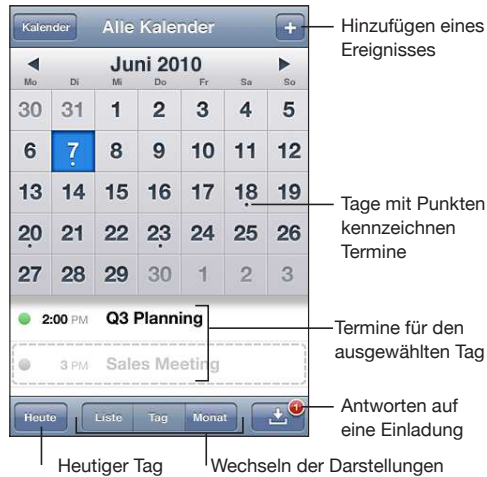 Kalender
Alle Kalender
+
Hinzufügen eines
Ereignisses
Juni 2010
Mo Di Mi Do Fr Sa So
30 31 1 2 3 4 5
6 7 8 9 10 11 12
13 14 15 16 17 18 19
Tage mit Punkten
kennzeichnen
Termine
20 21 22 23 24 25 26
27 28 29 30 1 2 3
2:00 PM Q3 Planning
3 PM Sales Meeting
Termine für den
ausgewählten Tag
Heute
Liste Tag Monat
1
Antworten auf
eine Einladung
Heutiger Tag
Wechseln der Darstellungen